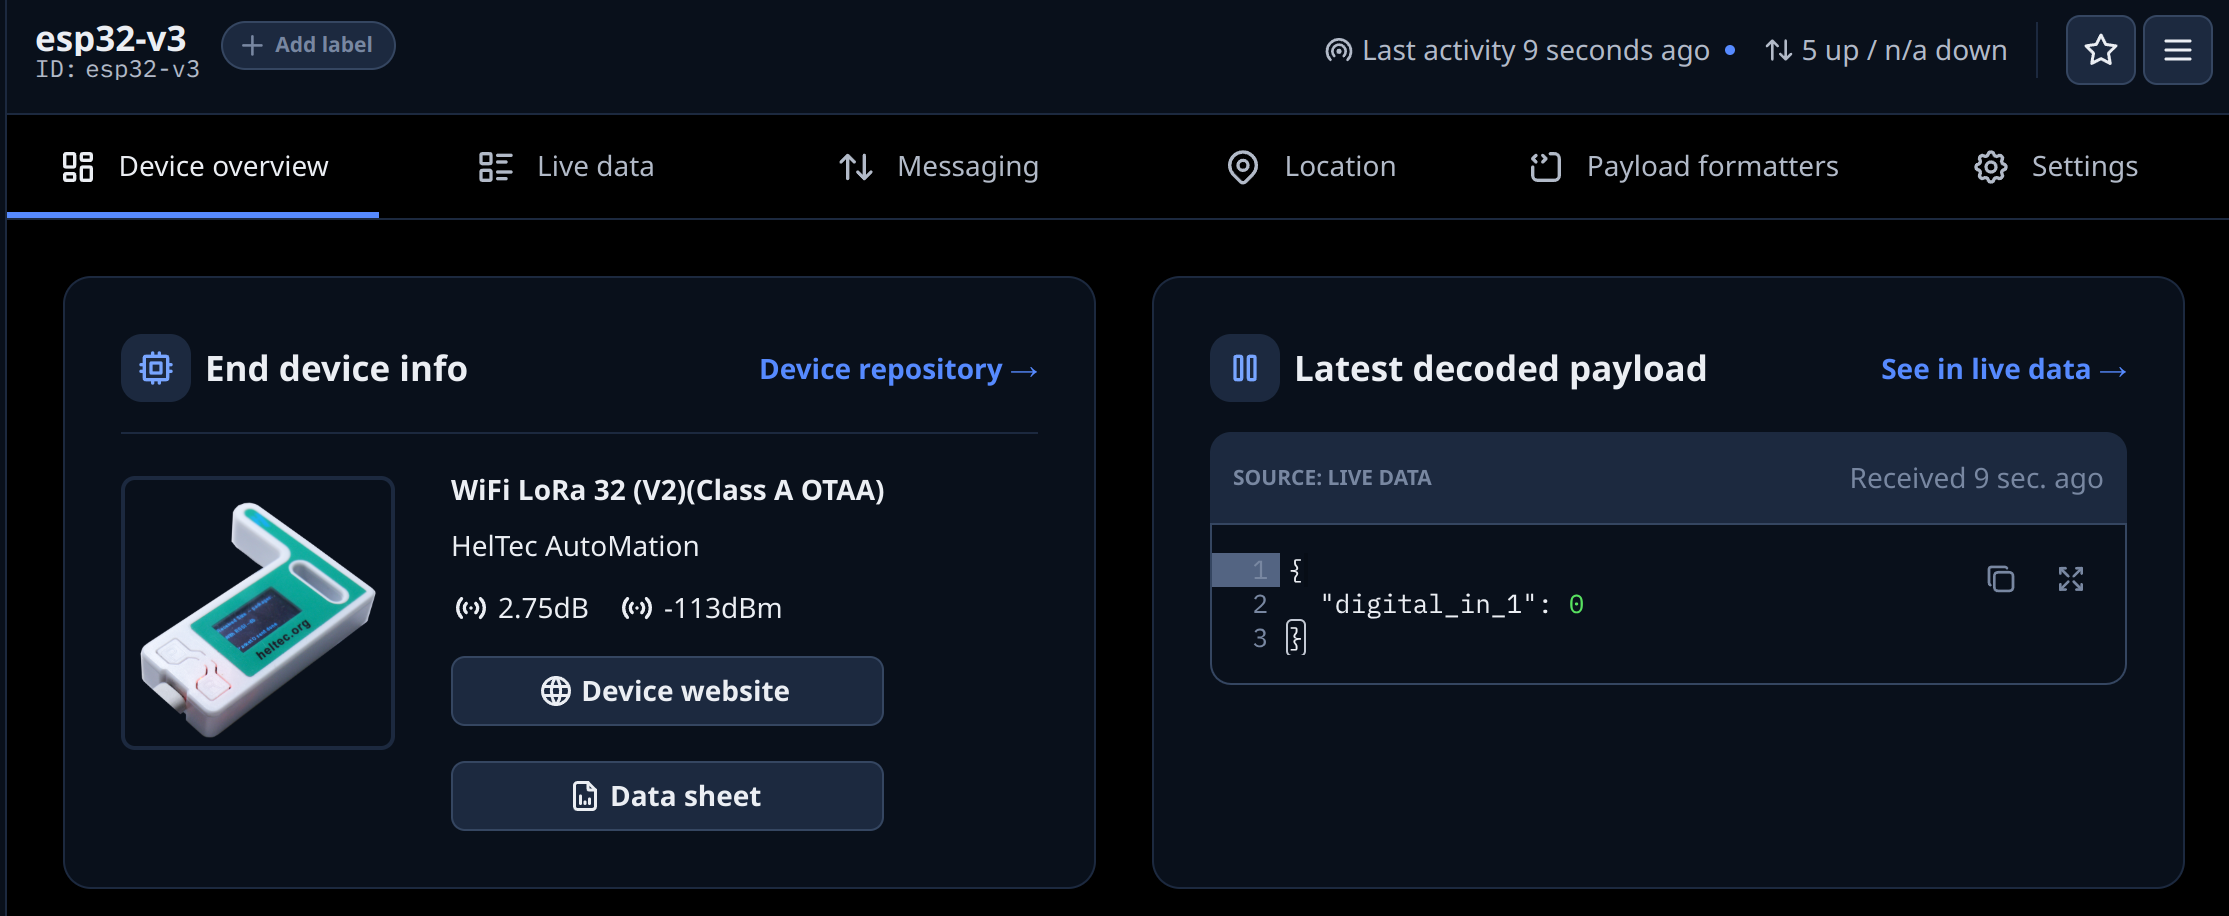 esp32-v3
Add label
ID: esp32-v3
Last activity 9 seconds ago
5 up / n/a down
Device overview
Live data
Messaging
Location
Payload formatters
Settings
End device info
Device repository →
heltec.org
WiFi LoRa 32 (V2)(Class A OTAA)
HelTec AutoMation
2.75dB
-113dBm
Device website
Data sheet
Latest decoded payload
See in live data →
SOURCE: LIVE DATA
Received 9 sec. ago
1 {
2 "digital_in_1": 0
3 }